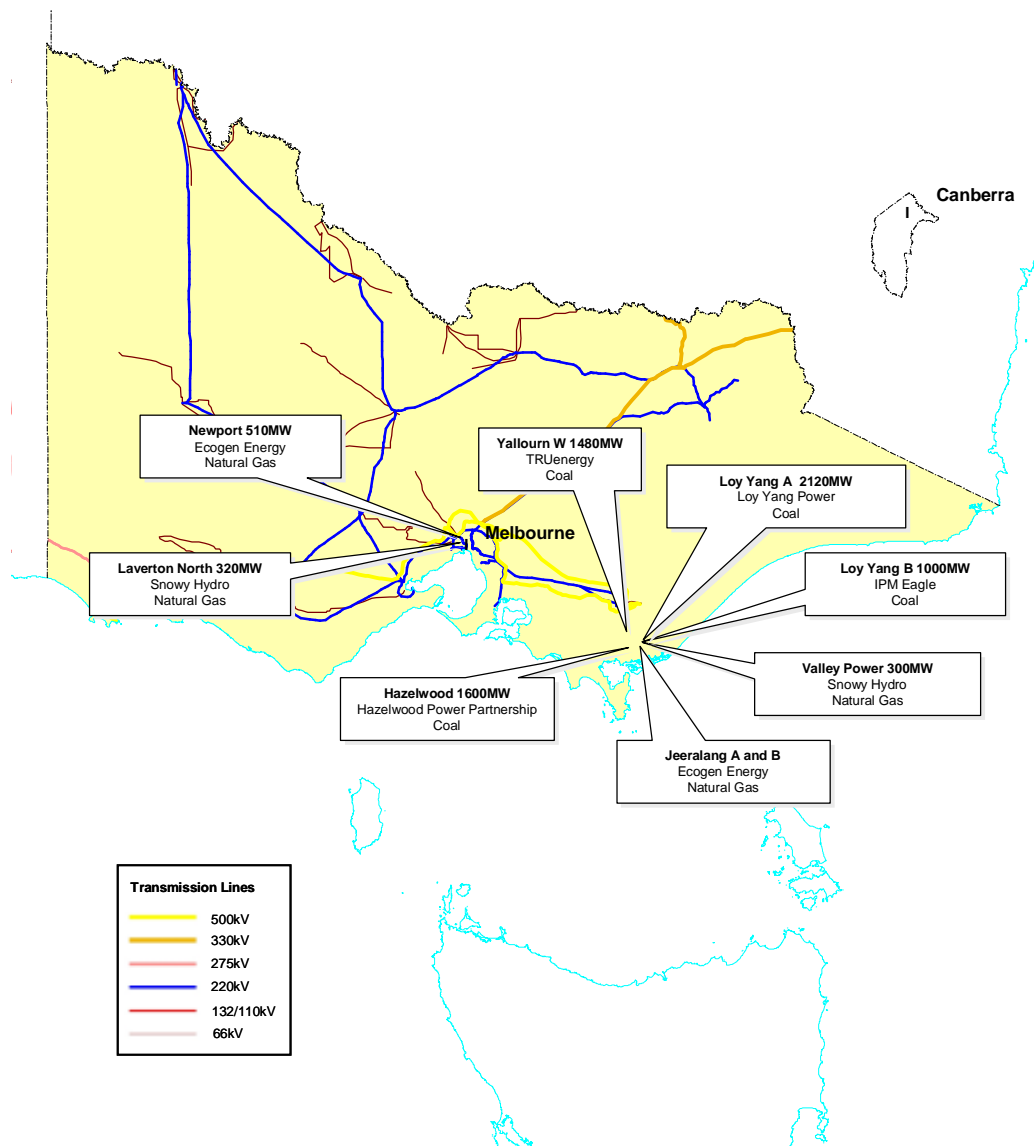 Canberra
Newport 510MW
Ecogen Energy
Natural Gas
Yallourn W 1480MW
TRUenergy
Coal
Loy Yang A  2120MW
Loy Yang Power
Coal
Melbourne
Laverton North 320MW
Snowy Hydro
Natural Gas
Loy Yang B 1000MW
IPM Eagle
Coal
Hazelwood 1600MW
Hazelwood Power Partnership
Coal
Valley Power 300MW
Snowy Hydro
Natural Gas
Jeeralang A and B
Ecogen Energy
Natural Gas
Transmission Lines
500kV
330kV
275kV
220kV
132/110kV
66kV